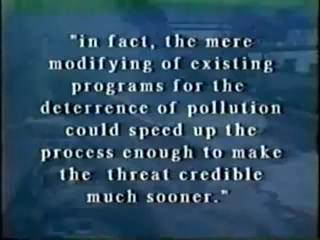 "in fact, the mere
modifying of existing
programs for the
deterrence of pollution
could speed up the
process enough to make
the threat credible
much sooner."